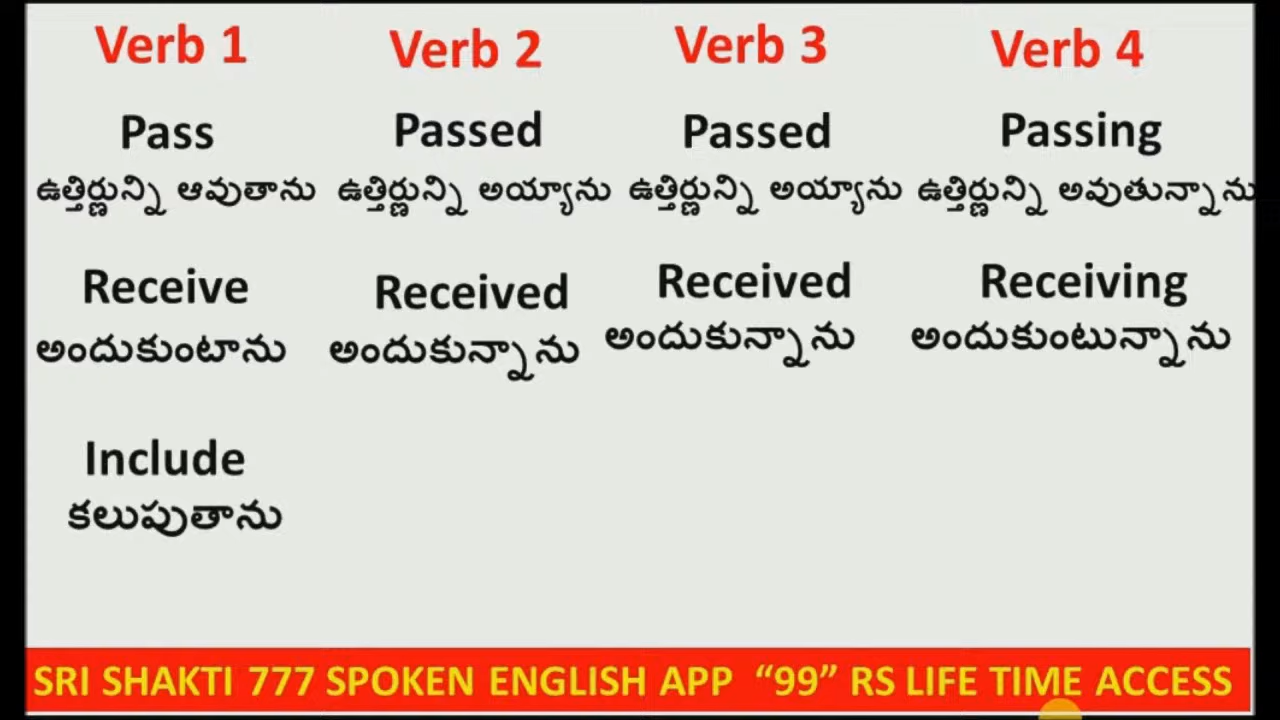 Verb 1 Verb 2 Verb 3 Verb 4
Pass Passed Passed Passing
ఉత్తిర్ణున్ని ఆవుతాను ఉత్తిర్ణున్ని అయ్యాను ఉత్తిర్ణున్ని అయ్యాను ఉత్తిర్ణున్ని అవుతున్నాను
Receive Received Received Receiving
అందుకుంటాను అందుకున్నాను అందుకున్నాను అందుకుంటున్నాను
Include
కలుపుతాను
SRI SHAKTI 777 SPOKEN ENGLISH APP “99” RS LIFE TIME ACCESS